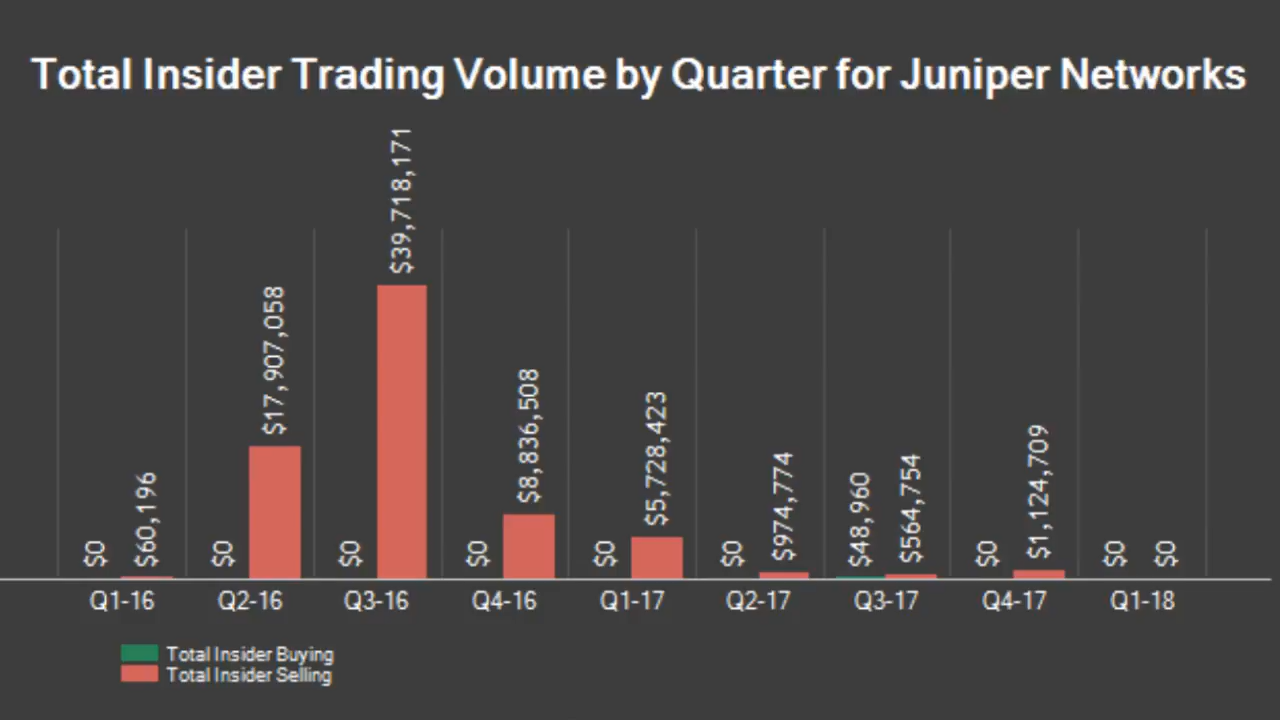 Total Insider Trading Volume by Quarter for Juniper Networks
$0 $60,196 $0 $17,907,058 $0 $39,718,171 $0 $8,836,508 $0 $5,728,423 $0 $974,774 $48,960 $564,754 $0 $1,124,709 $0 $0
Q1-16 Q2-16 Q3-16 Q4-16 Q1-17 Q2-17 Q3-17 Q4-17 Q1-18
Total Insider Buying
Total Insider Selling